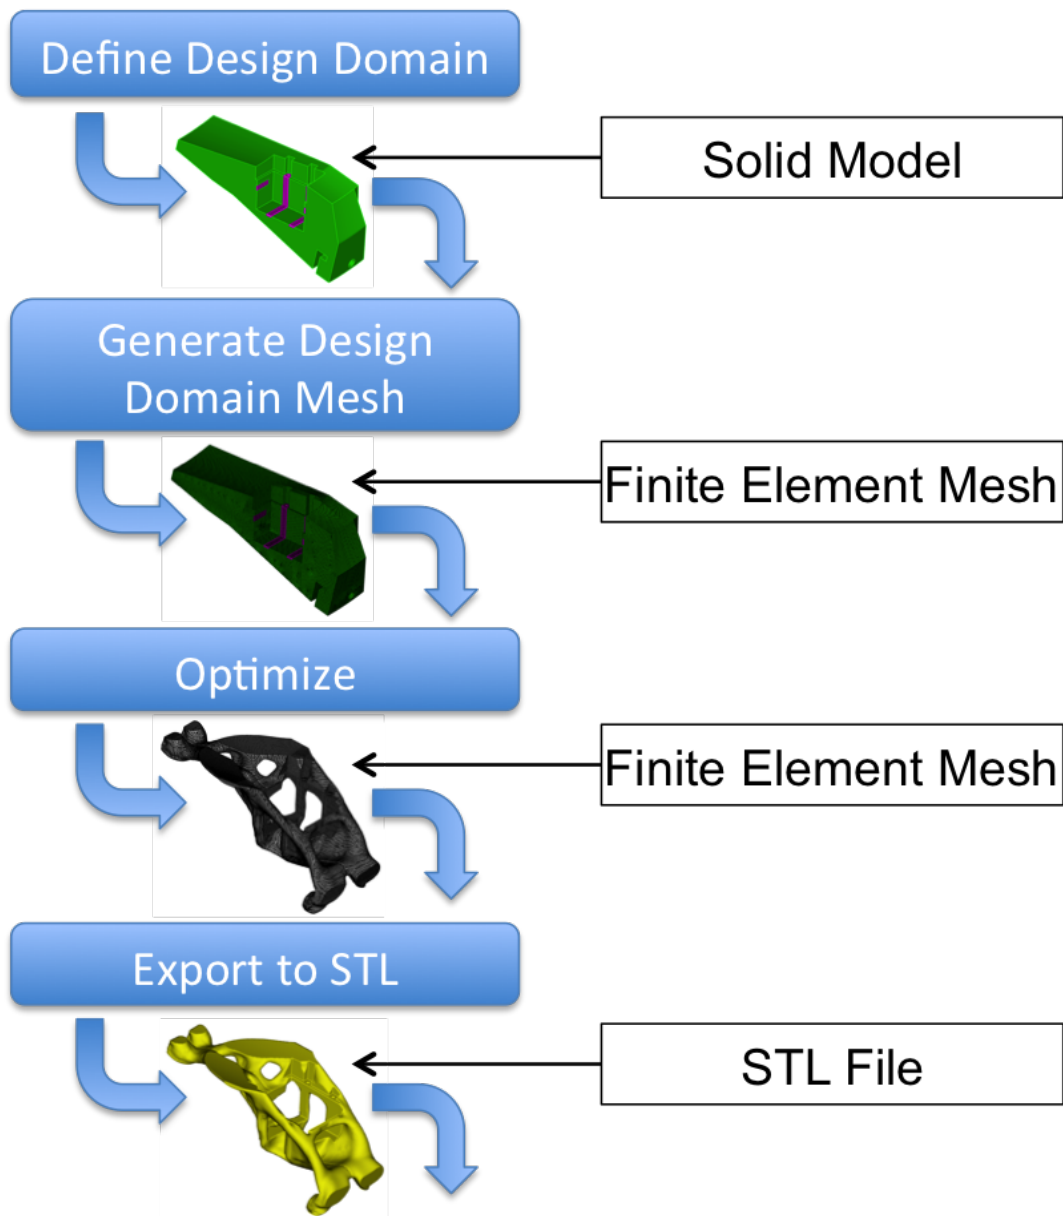 Define Design Domain
Solid Model
Generate Design
Domain Mesh
Finite Element Mesh
Optimize
Finite Element Mesh
Export to STL
STL File